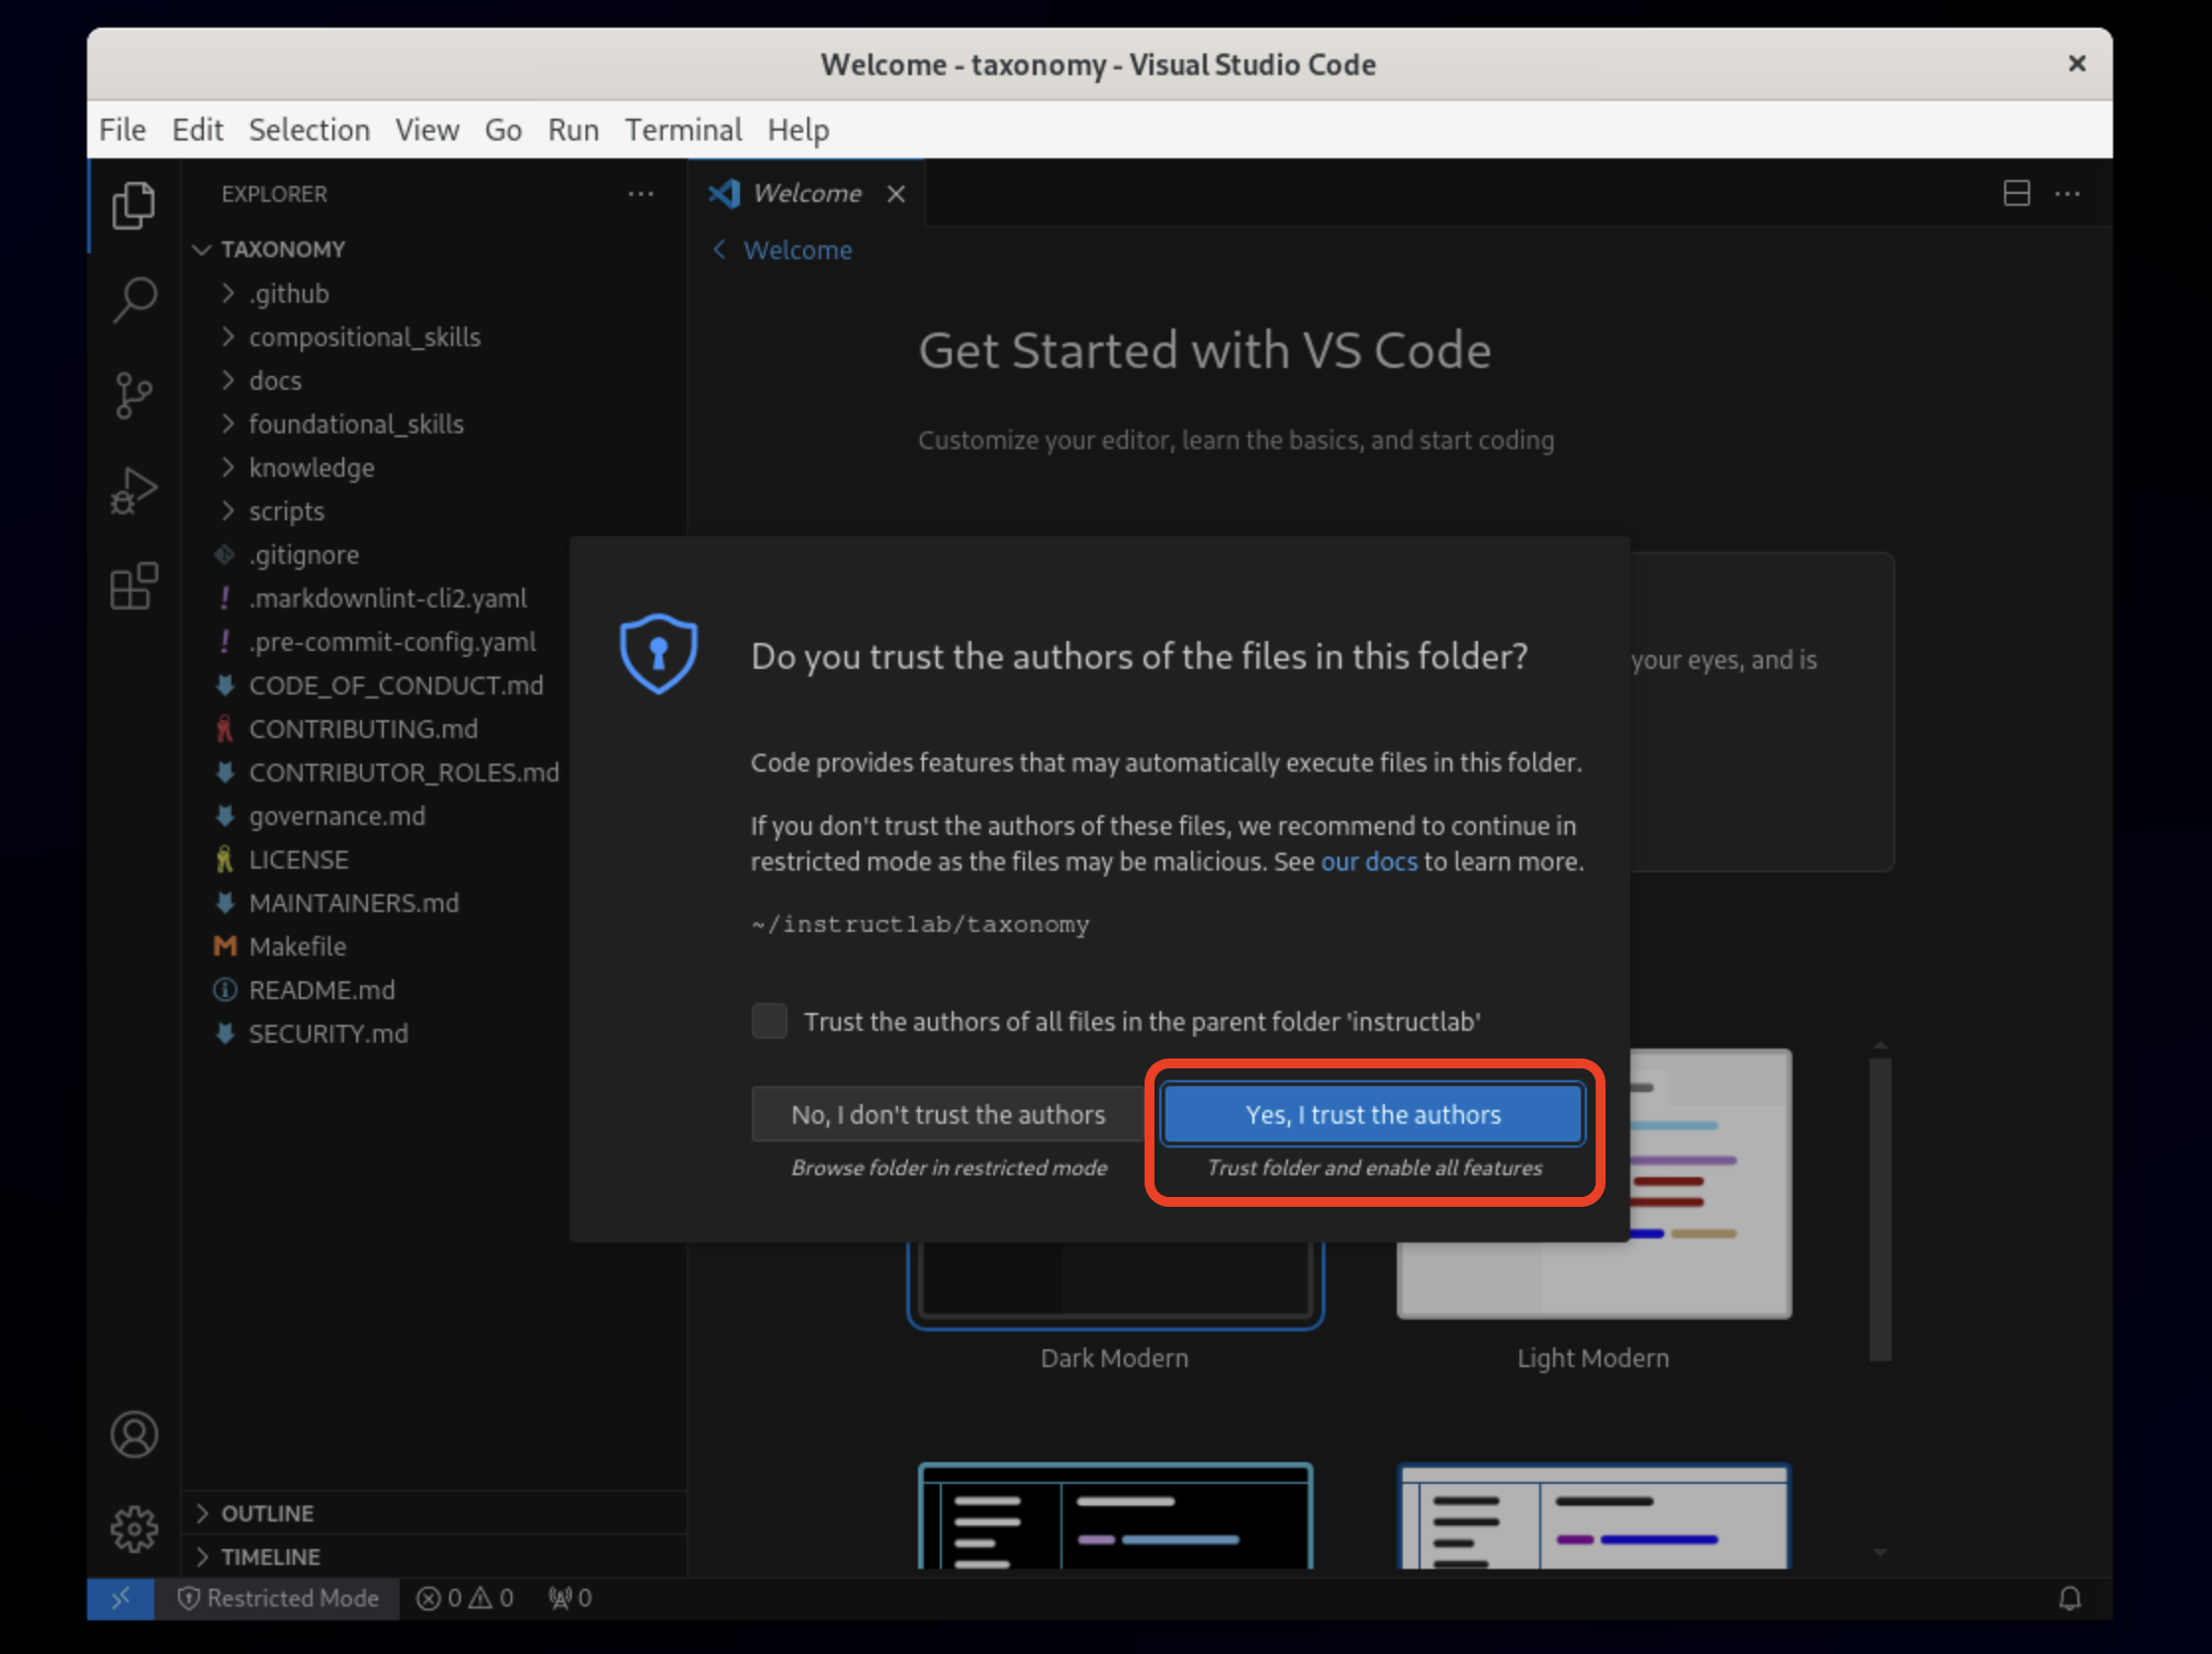 Welcome - taxonomy - Visual Studio Code
File Edit Selection View Go Run Terminal Help
EXPLORER
TAXONOMY
.github
compositional_skills
docs
foundational_skills
knowledge
scripts
.gitignore
.markdownlint-cli2.yaml
.pre-commit-config.yaml
CODE_OF_CONDUCT.md
CONTRIBUTING.md
CONTRIBUTOR_ROLES.md
governance.md
LICENSE
MAINTAINERS.md
Makefile
README.md
SECURITY.md
OUTLINE
TIMELINE
Welcome
Welcome
Get Started with VS Code
Customize your editor, learn the basics, and start coding
your eyes, and is
Do you trust the authors of the files in this folder?
Code provides features that may automatically execute files in this folder.
If you don't trust the authors of these files, we recommend to continue in
restricted mode as the files may be malicious. See our docs to learn more.
~/instructlab/taxonomy
Trust the authors of all files in the parent folder 'instructlab'
No, I don't trust the authors
Browse folder in restricted mode
Yes, I trust the authors
Trust folder and enable all features
Dark Modern
Light Modern
Restricted Mode 0 0 0